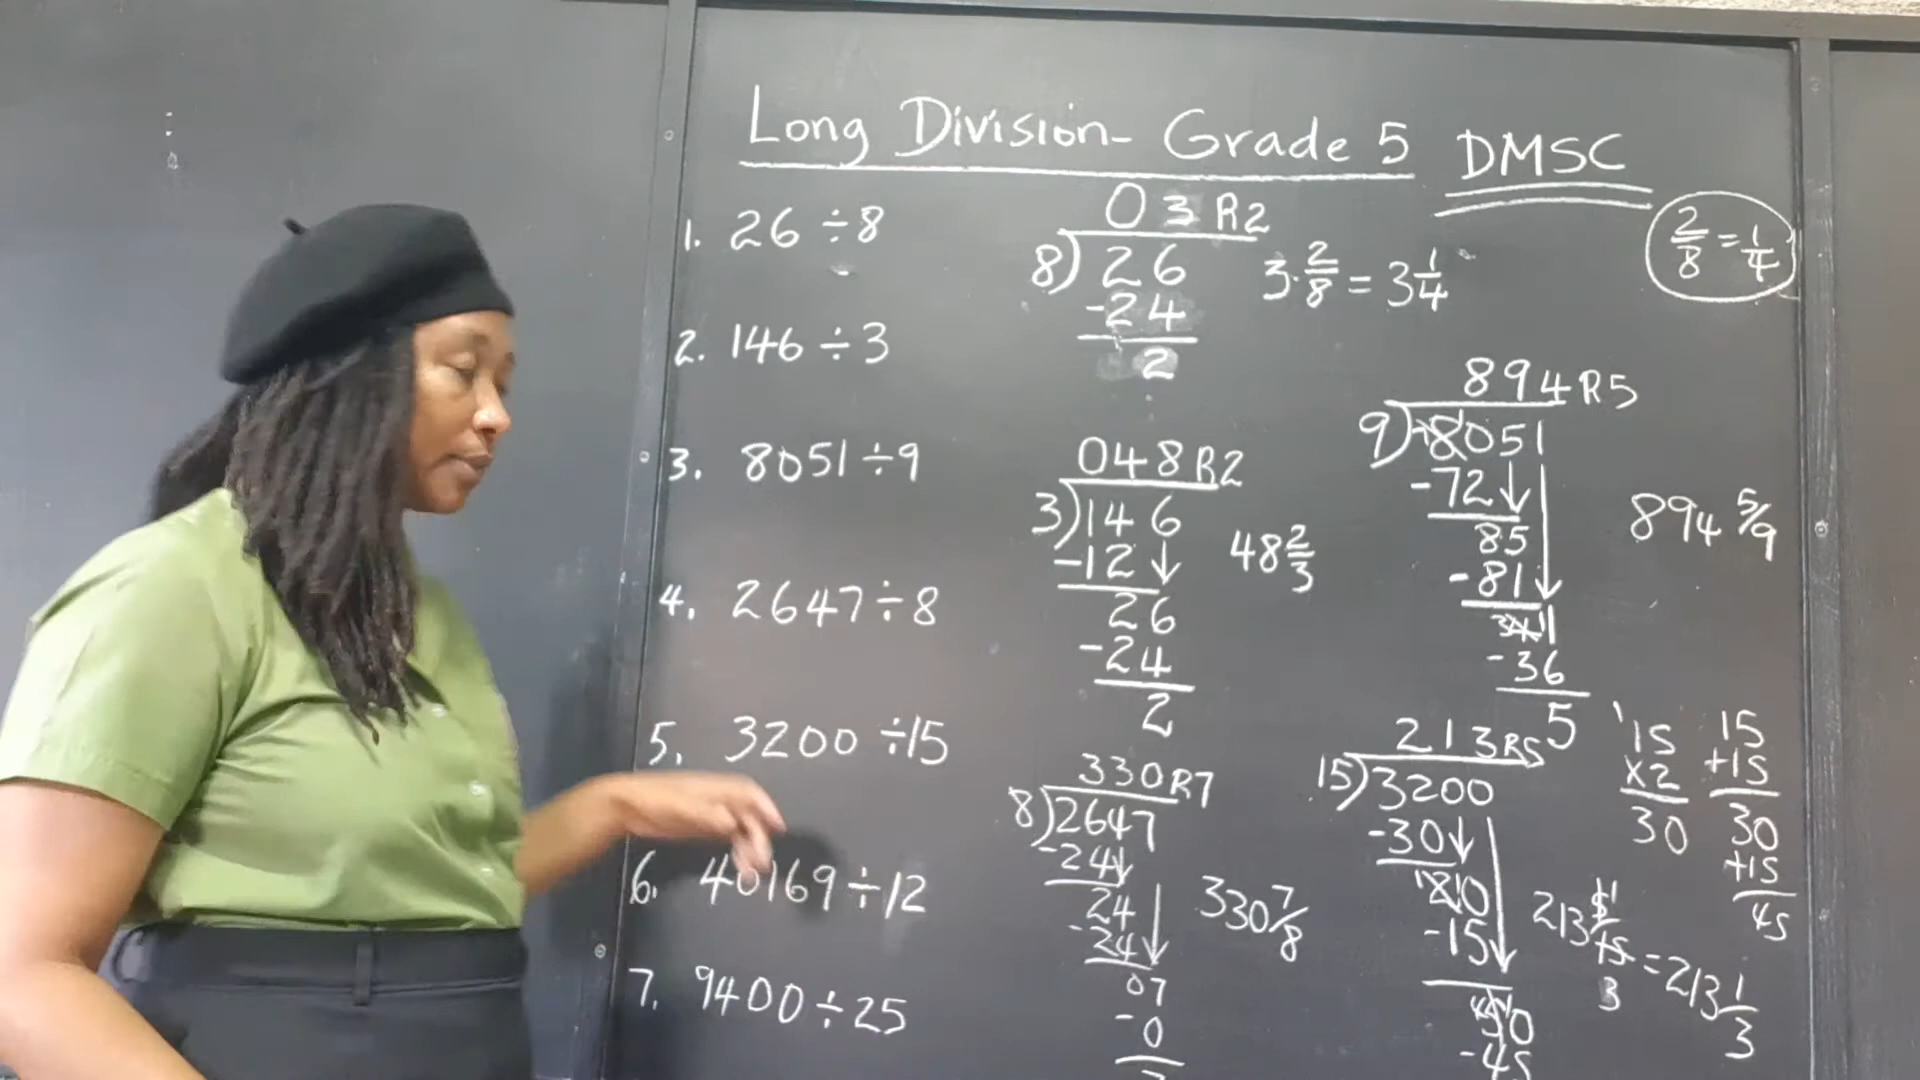 Long Division- Grade 5 DMSC
1. 26 ÷ 8
2. 146 ÷ 3
3. 8051 ÷ 9
4. 2647 ÷ 8
5. 3200 ÷ 15
6. 40169 ÷ 12
7. 9400 ÷ 25
03 R2
8)26
-24
2
3 2/8 = 3 1/4
2/8 = 1/4
048 R2
3)146
-12
26
-24
2
48 2/3
894 R5
9)8051
-72
85
-81
-36
5
894 5/9
330 R7
8)2647
-24
24
-24
07
-0
330 7/8
213 R5
15)3200
-30
-15
-45
213
3
= 213 1/3
15
x2
30
15
+15
30
+15
45